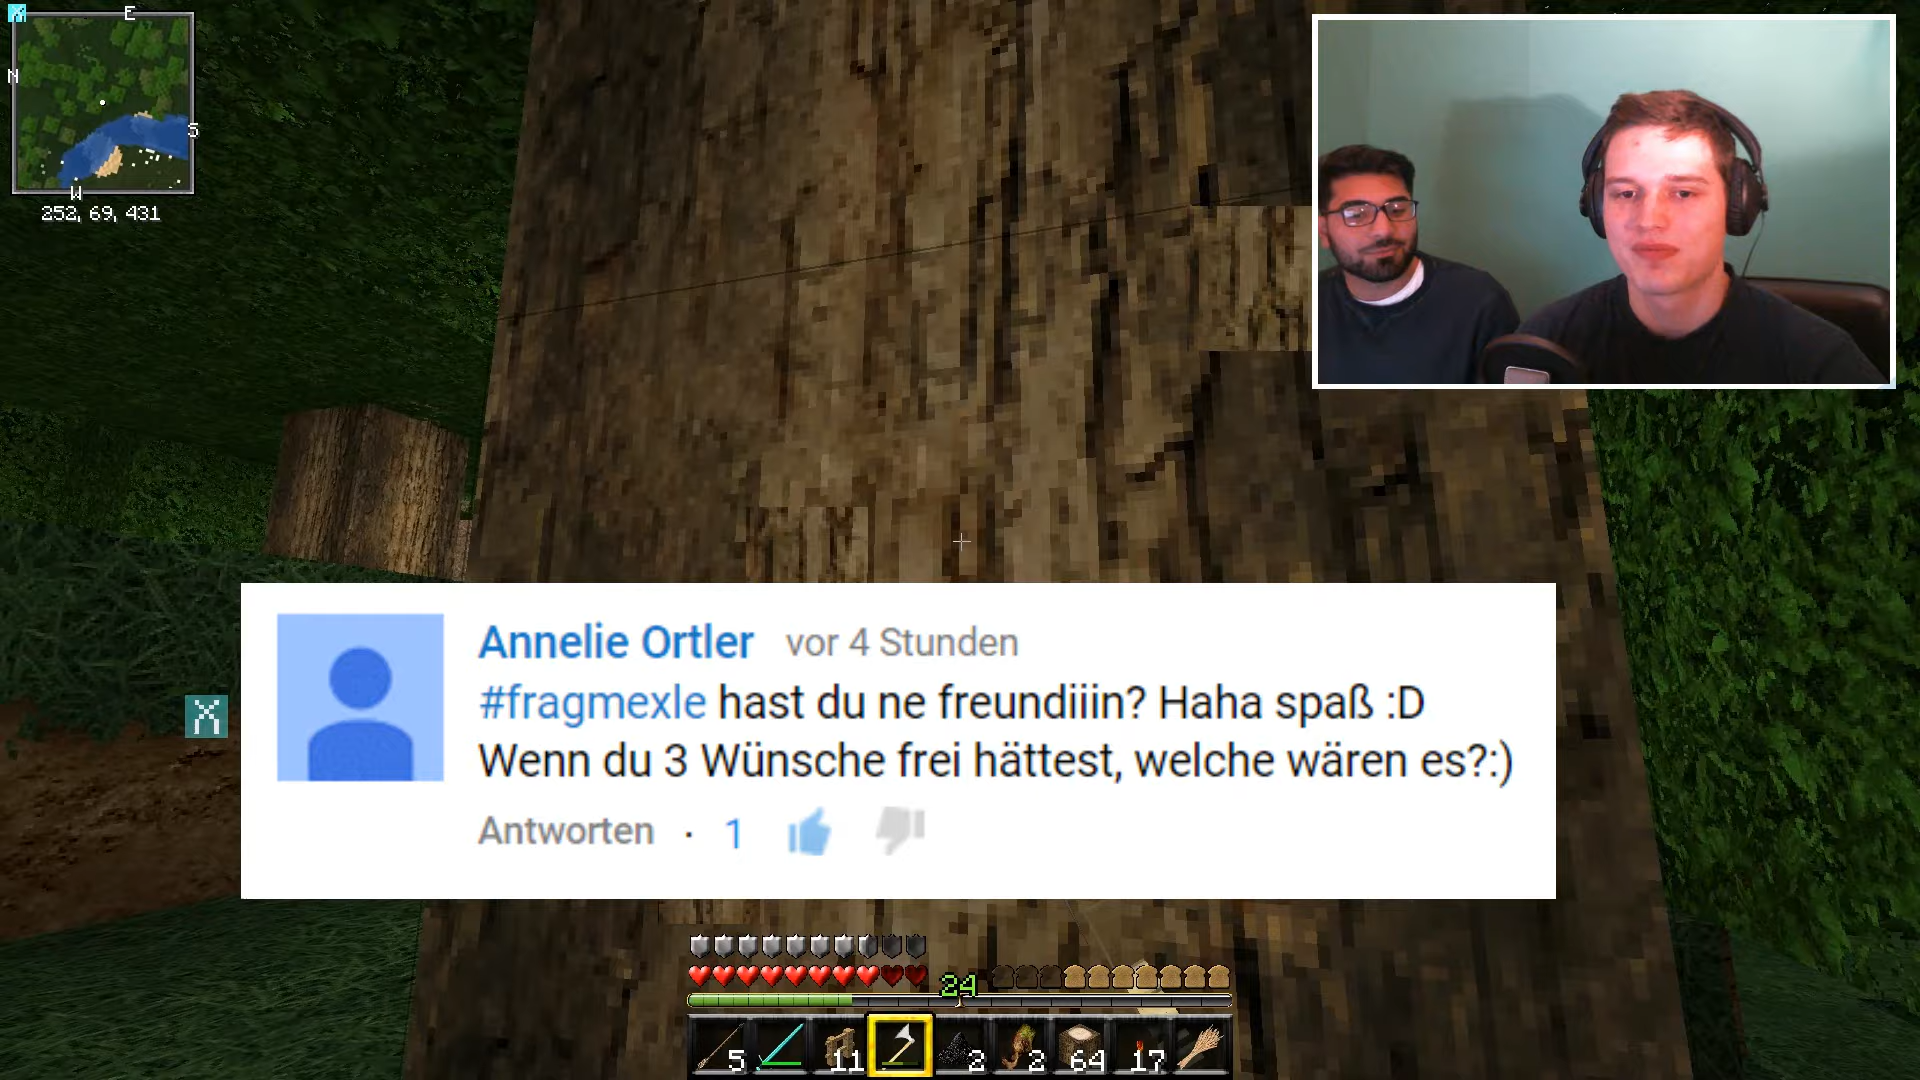 E
N
S
W
252, 69, 431
Annelie Ortler vor 4 Stunden
#fragmexle hast du ne freundiiin? Haha spaß :D
Wenn du 3 Wünsche frei hättest, welche wären es?:)
Antworten · 1
24
5 11 2 2 64 17